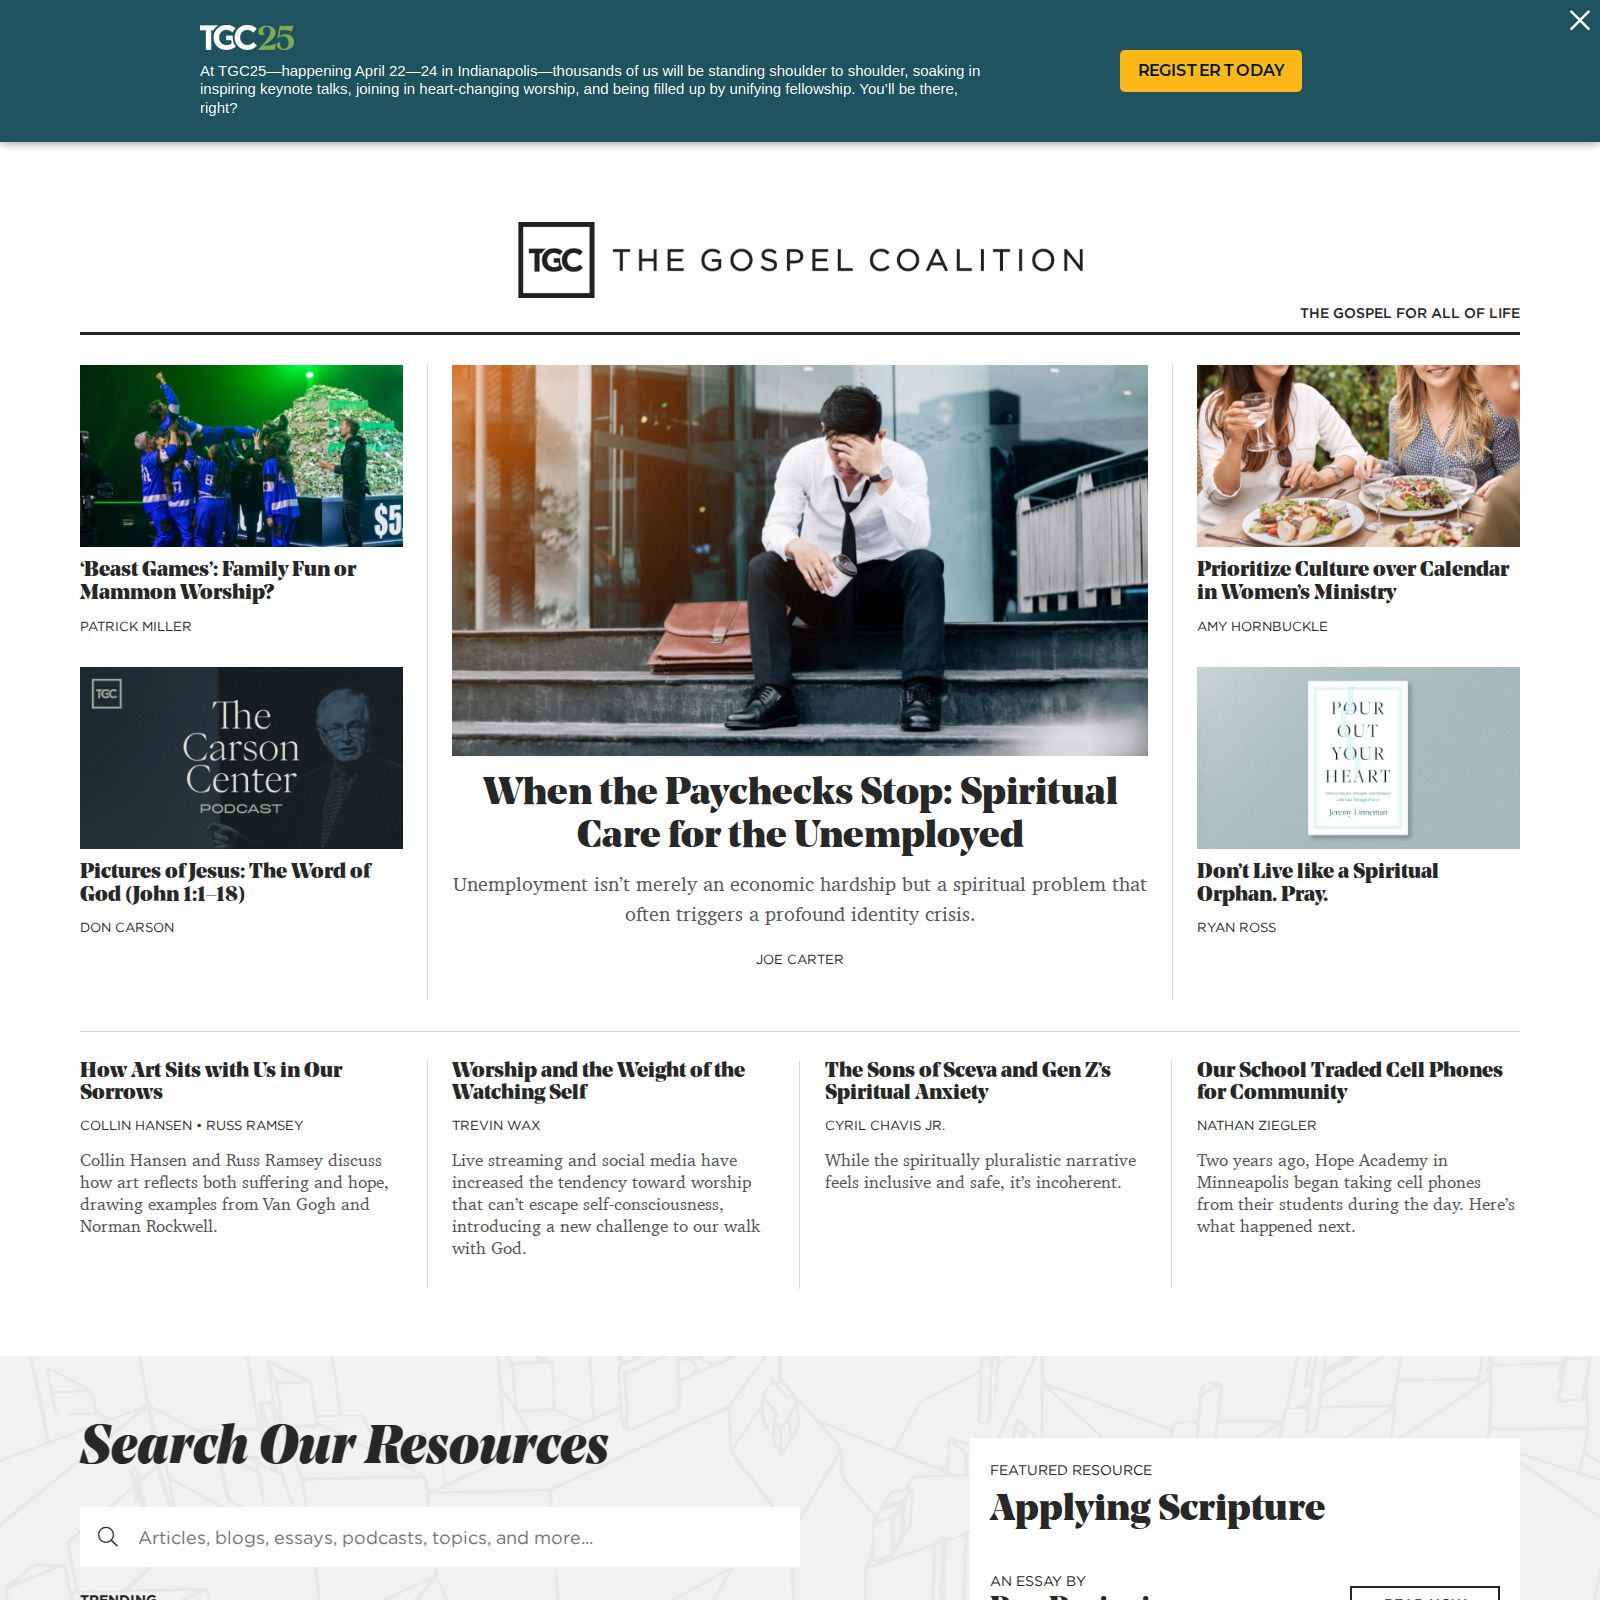 TGC25
At TGC25—happening April 22—24 in Indianapolis—thousands of us will be standing shoulder to shoulder, soaking in
inspiring keynote talks, joining in heart-changing worship, and being filled up by unifying fellowship. You'll be there,
right?
REGISTER TODAY
TGC THE GOSPEL COALITION
THE GOSPEL FOR ALL OF LIFE
$5
‘Beast Games’: Family Fun or
Mammon Worship?
PATRICK MILLER
TGC
The
Carson
Center
PODCAST
Pictures of Jesus: The Word of
God (John 1:1–18)
DON CARSON
When the Paychecks Stop: Spiritual
Care for the Unemployed
Unemployment isn’t merely an economic hardship but a spiritual problem that
often triggers a profound identity crisis.
JOE CARTER
Prioritize Culture over Calendar
in Women’s Ministry
AMY HORNBUCKLE
POUR
OUT
YOUR
HEART
Jeremy Linneman
Don’t Live like a Spiritual
Orphan. Pray.
RYAN ROSS
How Art Sits with Us in Our
Sorrows
COLLIN HANSEN • RUSS RAMSEY
Collin Hansen and Russ Ramsey discuss
how art reflects both suffering and hope,
drawing examples from Van Gogh and
Norman Rockwell.
Worship and the Weight of the
Watching Self
TREVIN WAX
Live streaming and social media have
increased the tendency toward worship
that can’t escape self-consciousness,
introducing a new challenge to our walk
with God.
The Sons of Sceva and Gen Z’s
Spiritual Anxiety
CYRIL CHAVIS JR.
While the spiritually pluralistic narrative
feels inclusive and safe, it’s incoherent.
Our School Traded Cell Phones
for Community
NATHAN ZIEGLER
Two years ago, Hope Academy in
Minneapolis began taking cell phones
from their students during the day. Here’s
what happened next.
Search Our Resources
Articles, blogs, essays, podcasts, topics, and more...
TRENDING
FEATURED RESOURCE
Applying Scripture
AN ESSAY BY
READ NOW